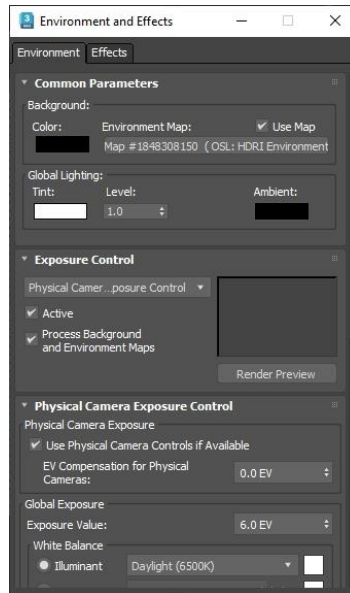 3 Environment and Effects
Environment Effects
Common Parameters
Background:
Color: Environment Map: Use Map
Map #1848308150 ( OSL: HDRI Environment
Global Lighting:
Tint: Level: Ambient:
1.0
Exposure Control
Physical Camer...posure Control
Active
Process Background
and Environment Maps
Render Preview
Physical Camera Exposure Control
Physical Camera Exposure
Use Physical Camera Controls if Available
EV Compensation for Physical
Cameras: 0.0 EV
Global Exposure
Exposure Value: 6.0 EV
White Balance
Illuminant Daylight (6500K)